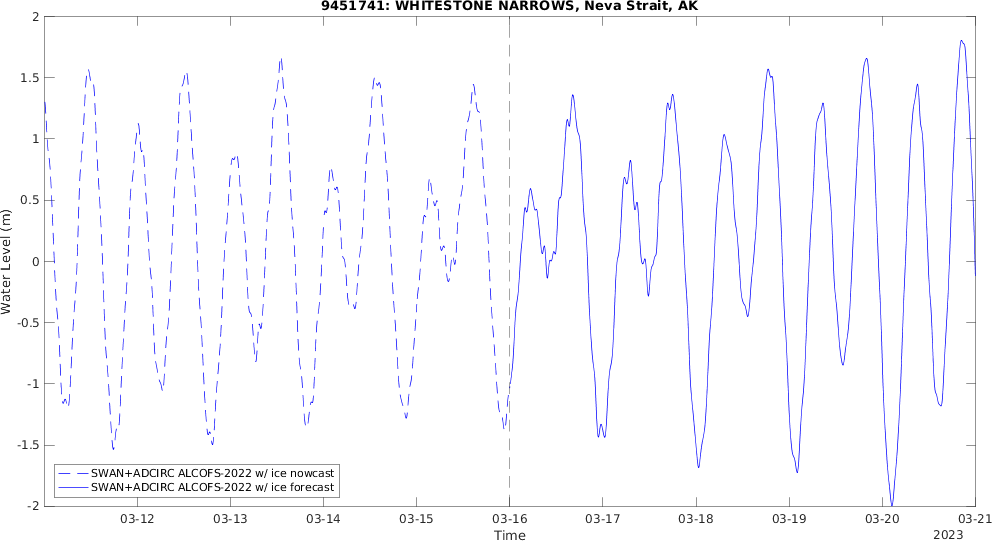 9451741: WHITESTONE NARROWS, Neva Strait, AK
Water Level (m)
2
1.5
1
0.5
0
-0.5
-1
-1.5
-2
SWAN+ADCIRC ALCOFS-2022 w/ ice nowcast
SWAN+ADCIRC ALCOFS-2022 w/ ice forecast
03-12 03-13 03-14 03-15 03-16 03-17 03-18 03-19 03-20 03-21
Time
2023